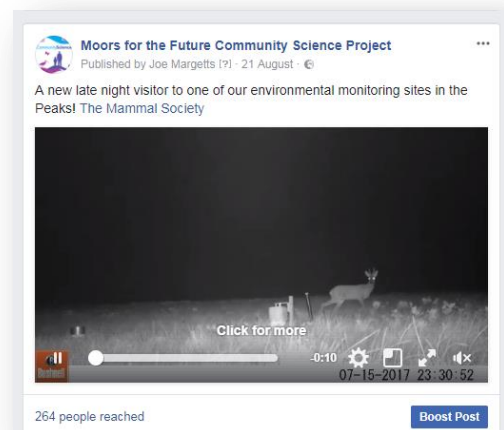 Moors for the Future Community Science Project
Published by Joe Margetts [?] · 21 August ·
A new late night visitor to one of our environmental monitoring sites in the
Peaks! The Mammal Society
Click for more
-0:10
Bushnell
07-15-2017 23:30:52
264 people reached
Boost Post